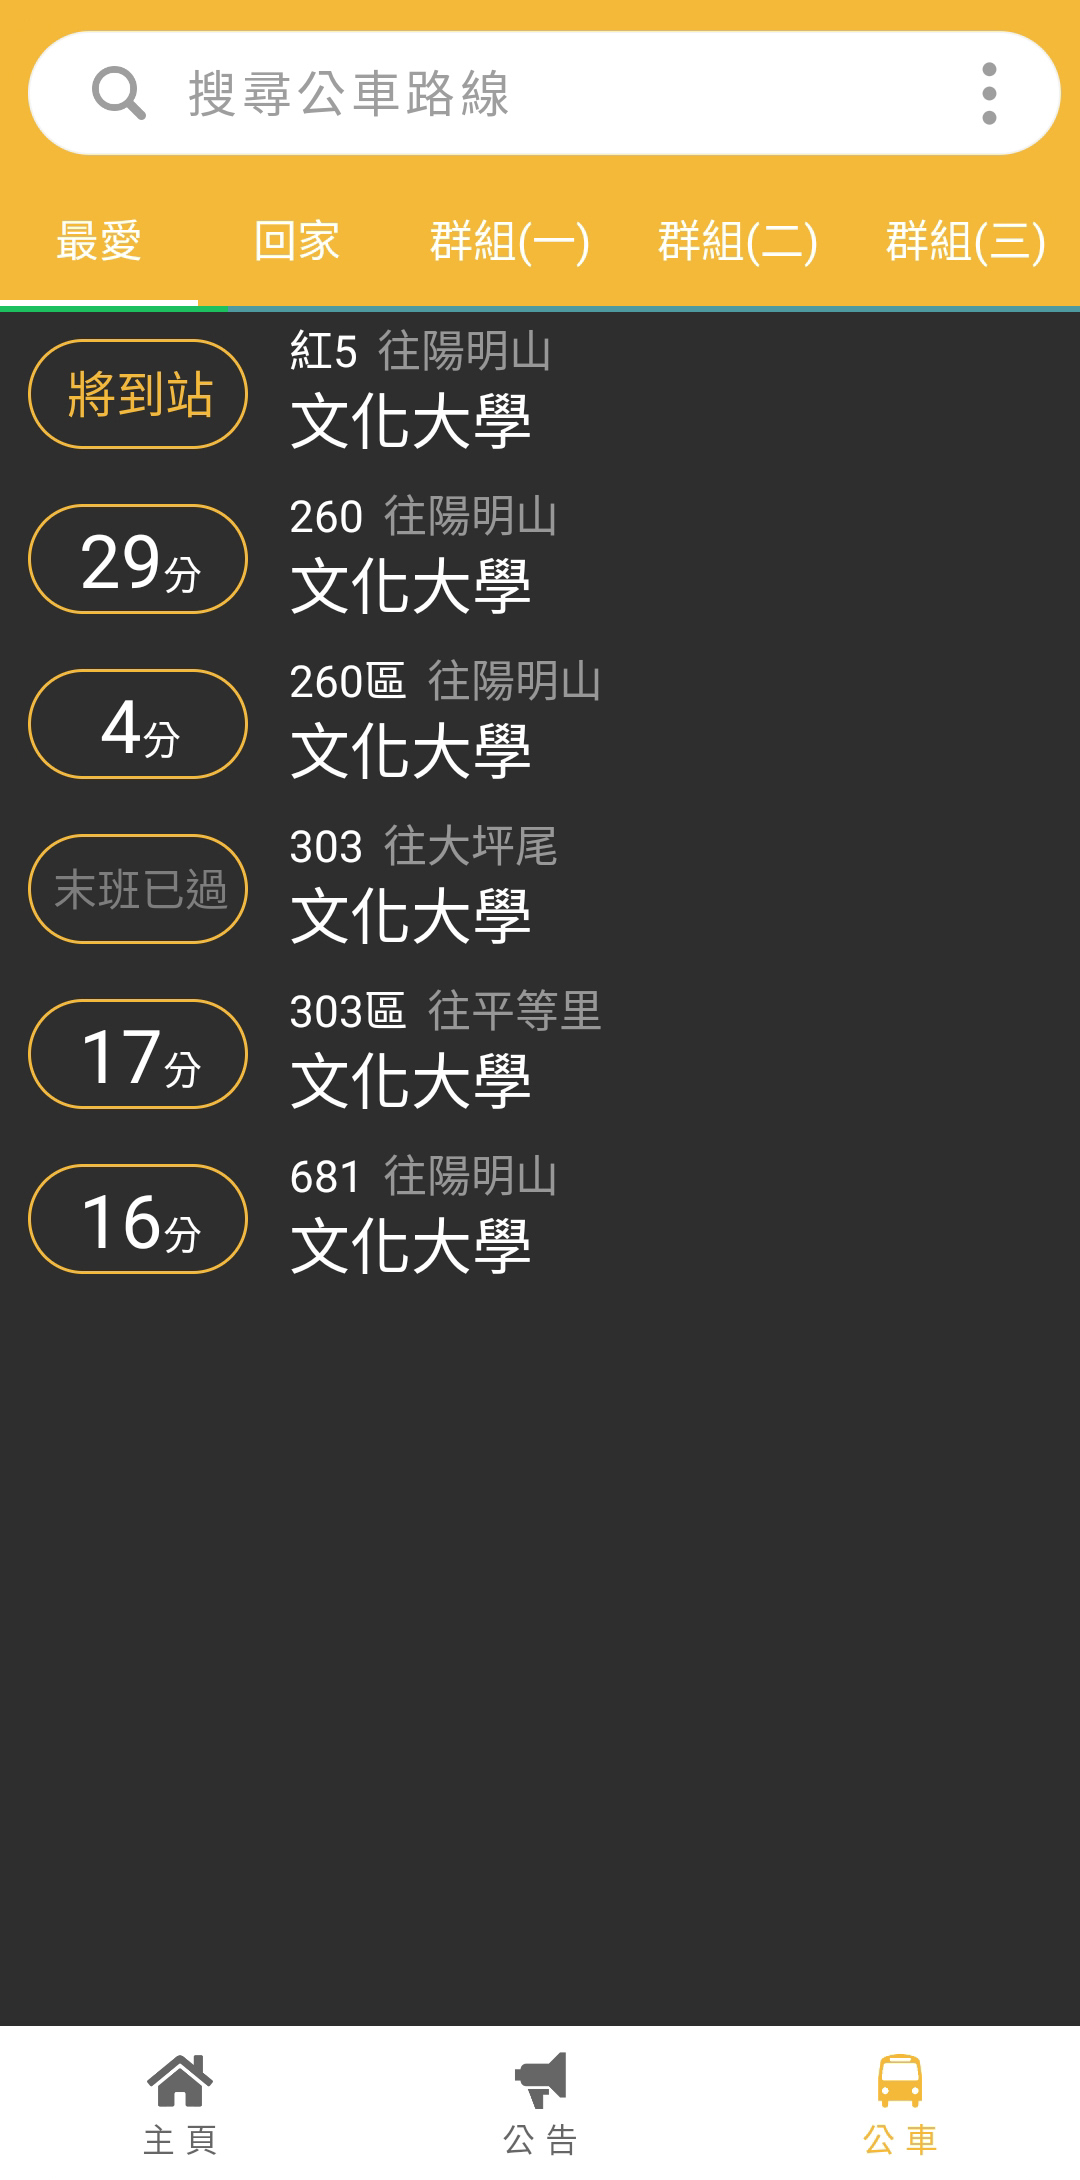 搜尋公車路線
最愛 回家 群組(一) 群組(二) 群組(三)
將到站
紅5 往陽明山
文化大學
29分
260 往陽明山
文化大學
4分
260區 往陽明山
文化大學
末班已過
303 往大坪尾
文化大學
17分
303區 往平等里
文化大學
16分
681 往陽明山
文化大學
主頁 公告 公車